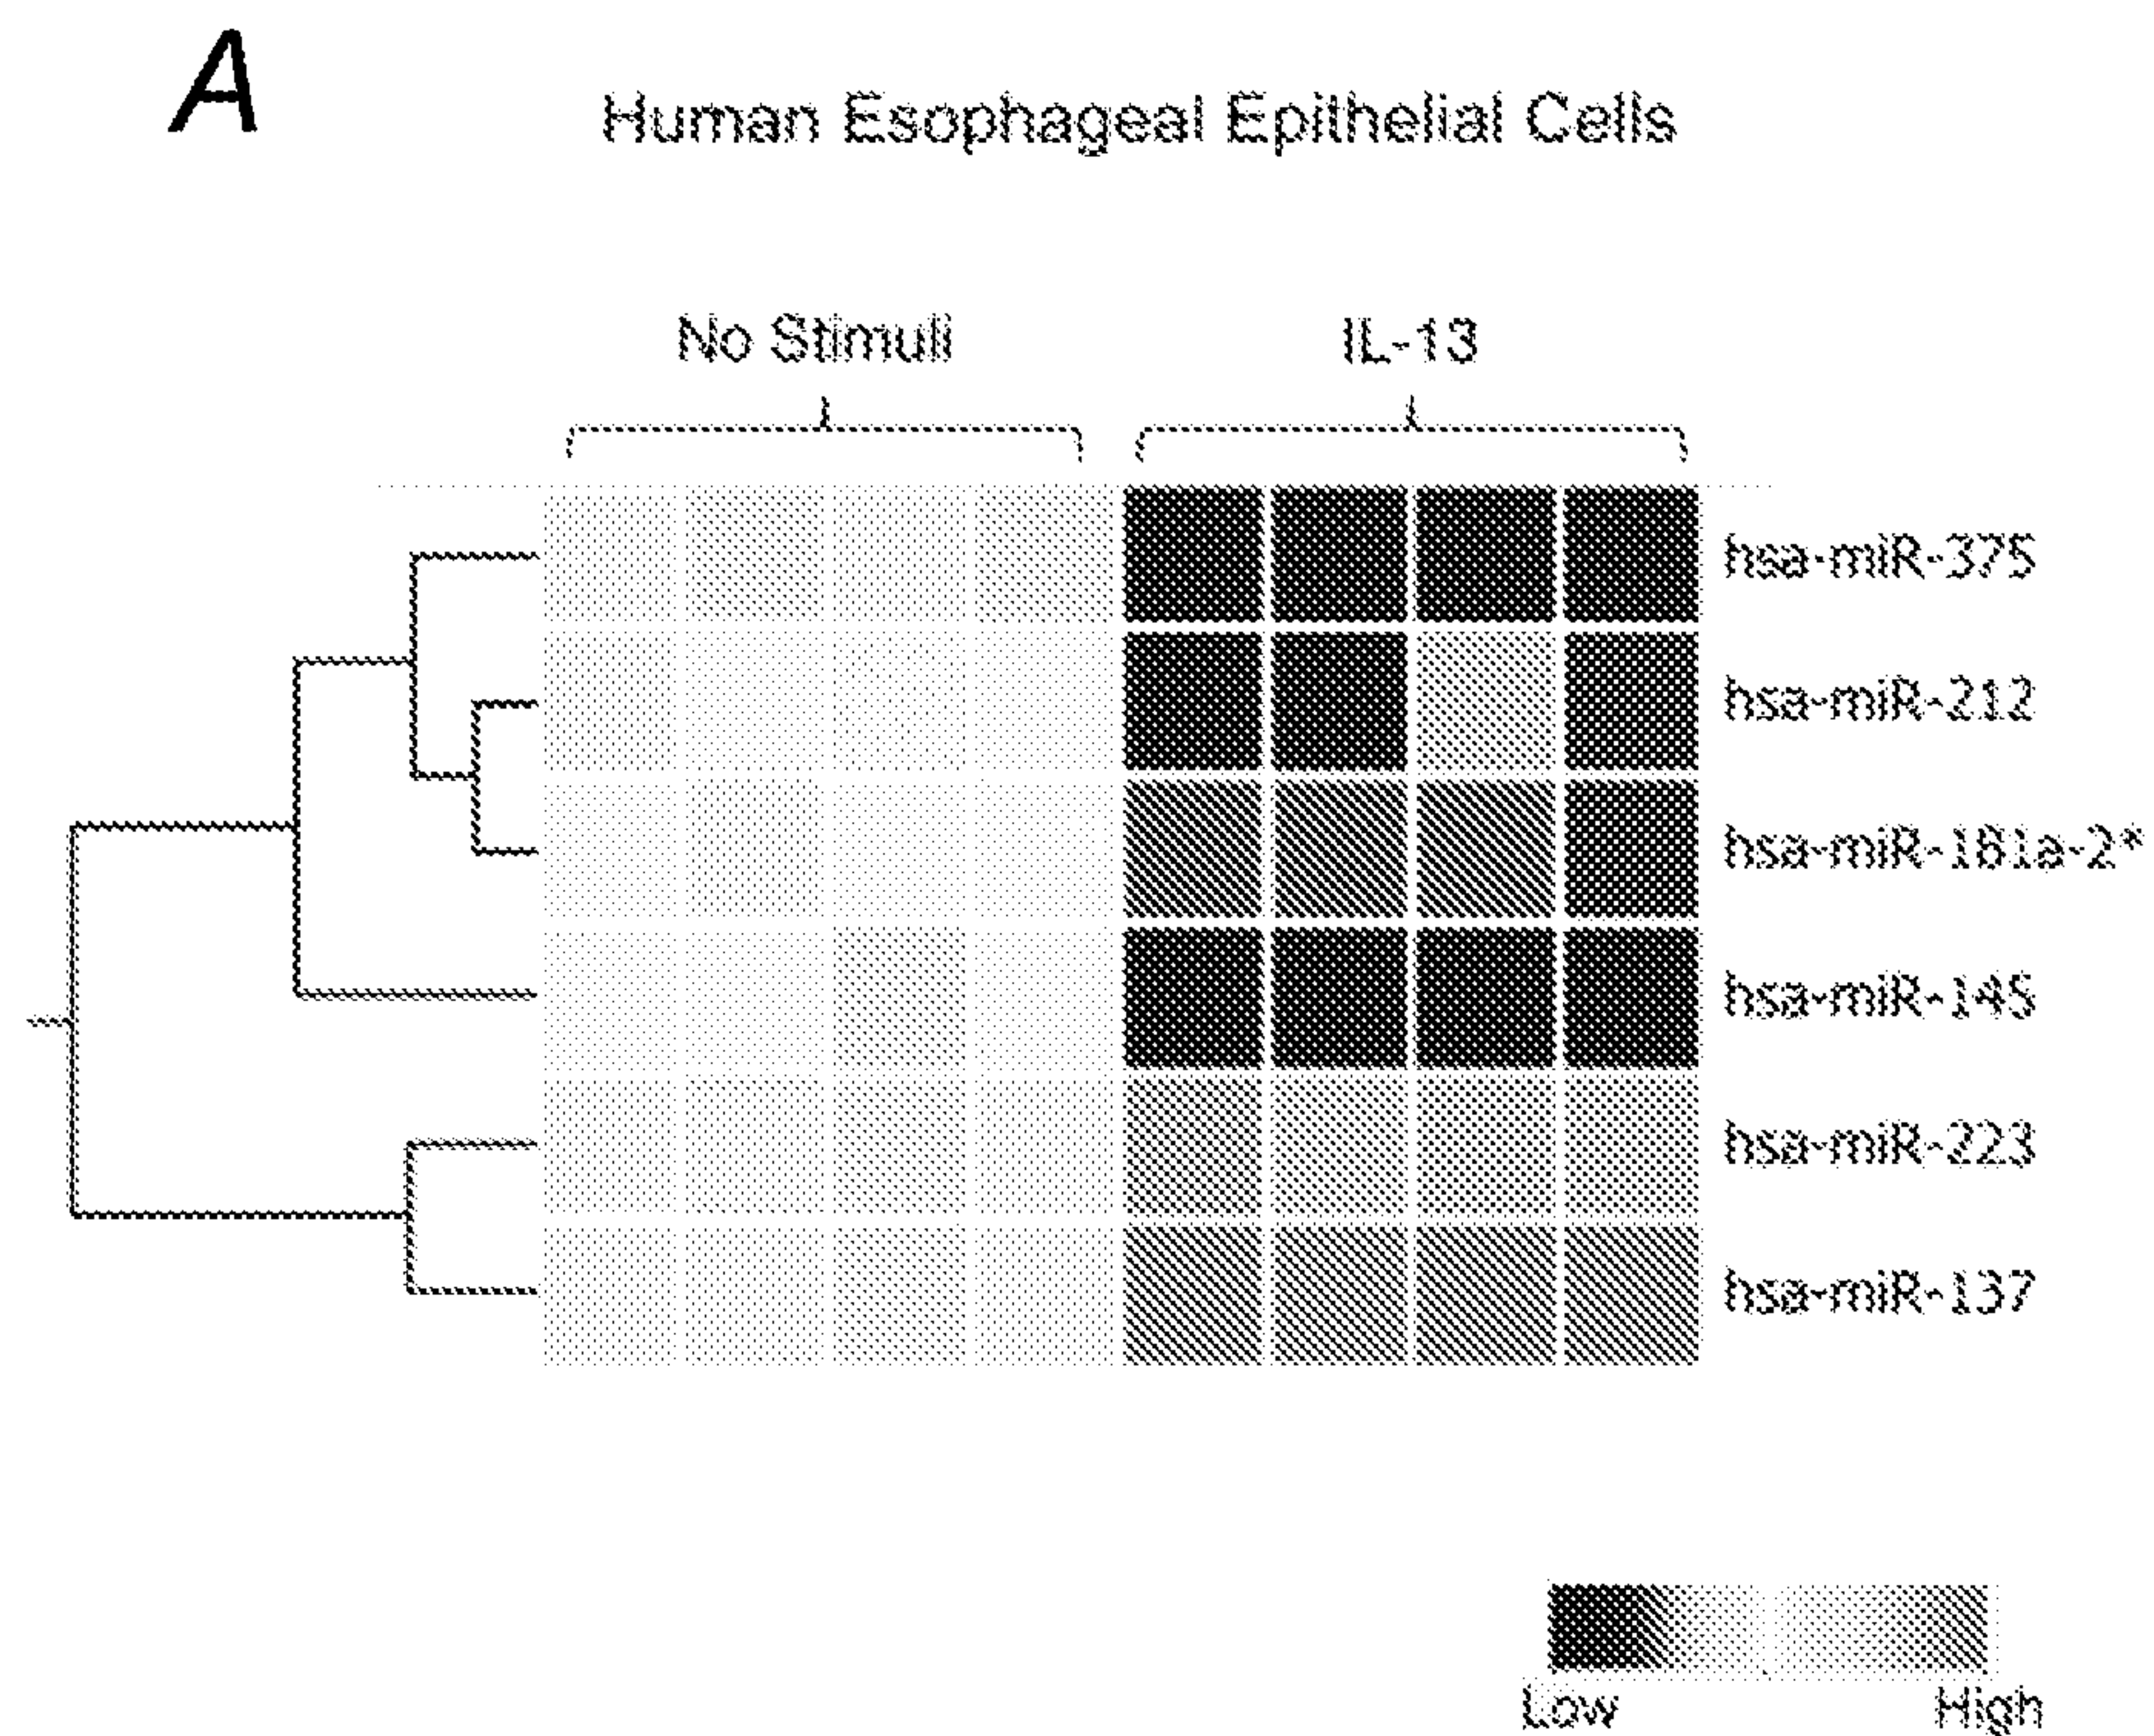 A
Human Esophageal Epithelial Cells
No Stimuli
IL-13
hsa-miR-375
hsa-miR-212
hsa-miR-181a-2*
hsa-miR-145
hsa-miR-223
hsa-miR-137
Low
High